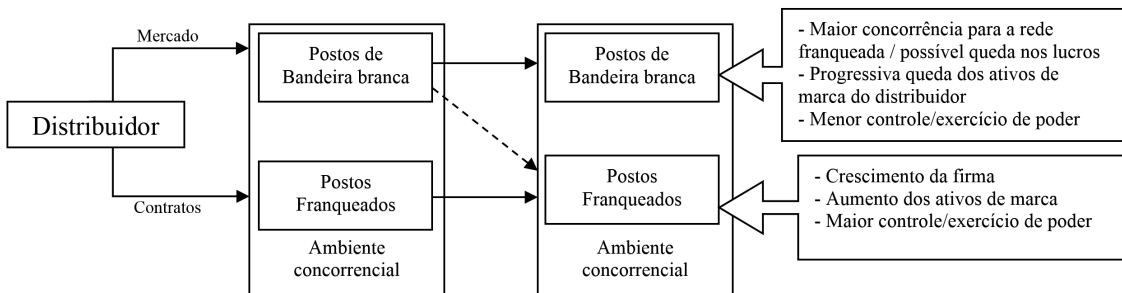 Mercado
Distribuidor
Contratos
Postos de
Bandeira branca
Postos
Franqueados
Ambiente
concorrencial
Postos de
Bandeira branca
Postos
Franqueados
Ambiente
concorrencial
- Maior concorrência para a rede
franqueada / possível queda nos lucros
- Progressiva queda dos ativos de
marca do distribuidor
- Menor controle/exercício de poder
- Crescimento da firma
- Aumento dos ativos de marca
- Maior controle/exercício de poder